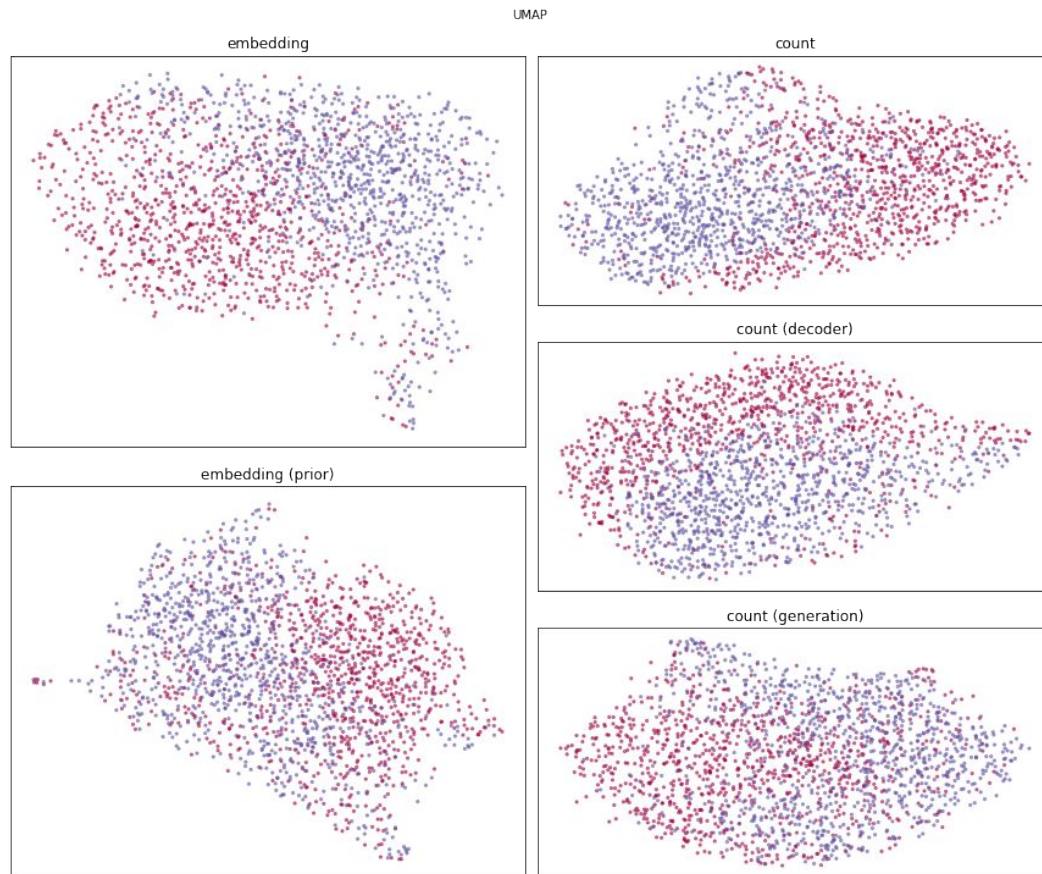 UMAP
embedding
count
count (decoder)
embedding (prior)
count (generation)